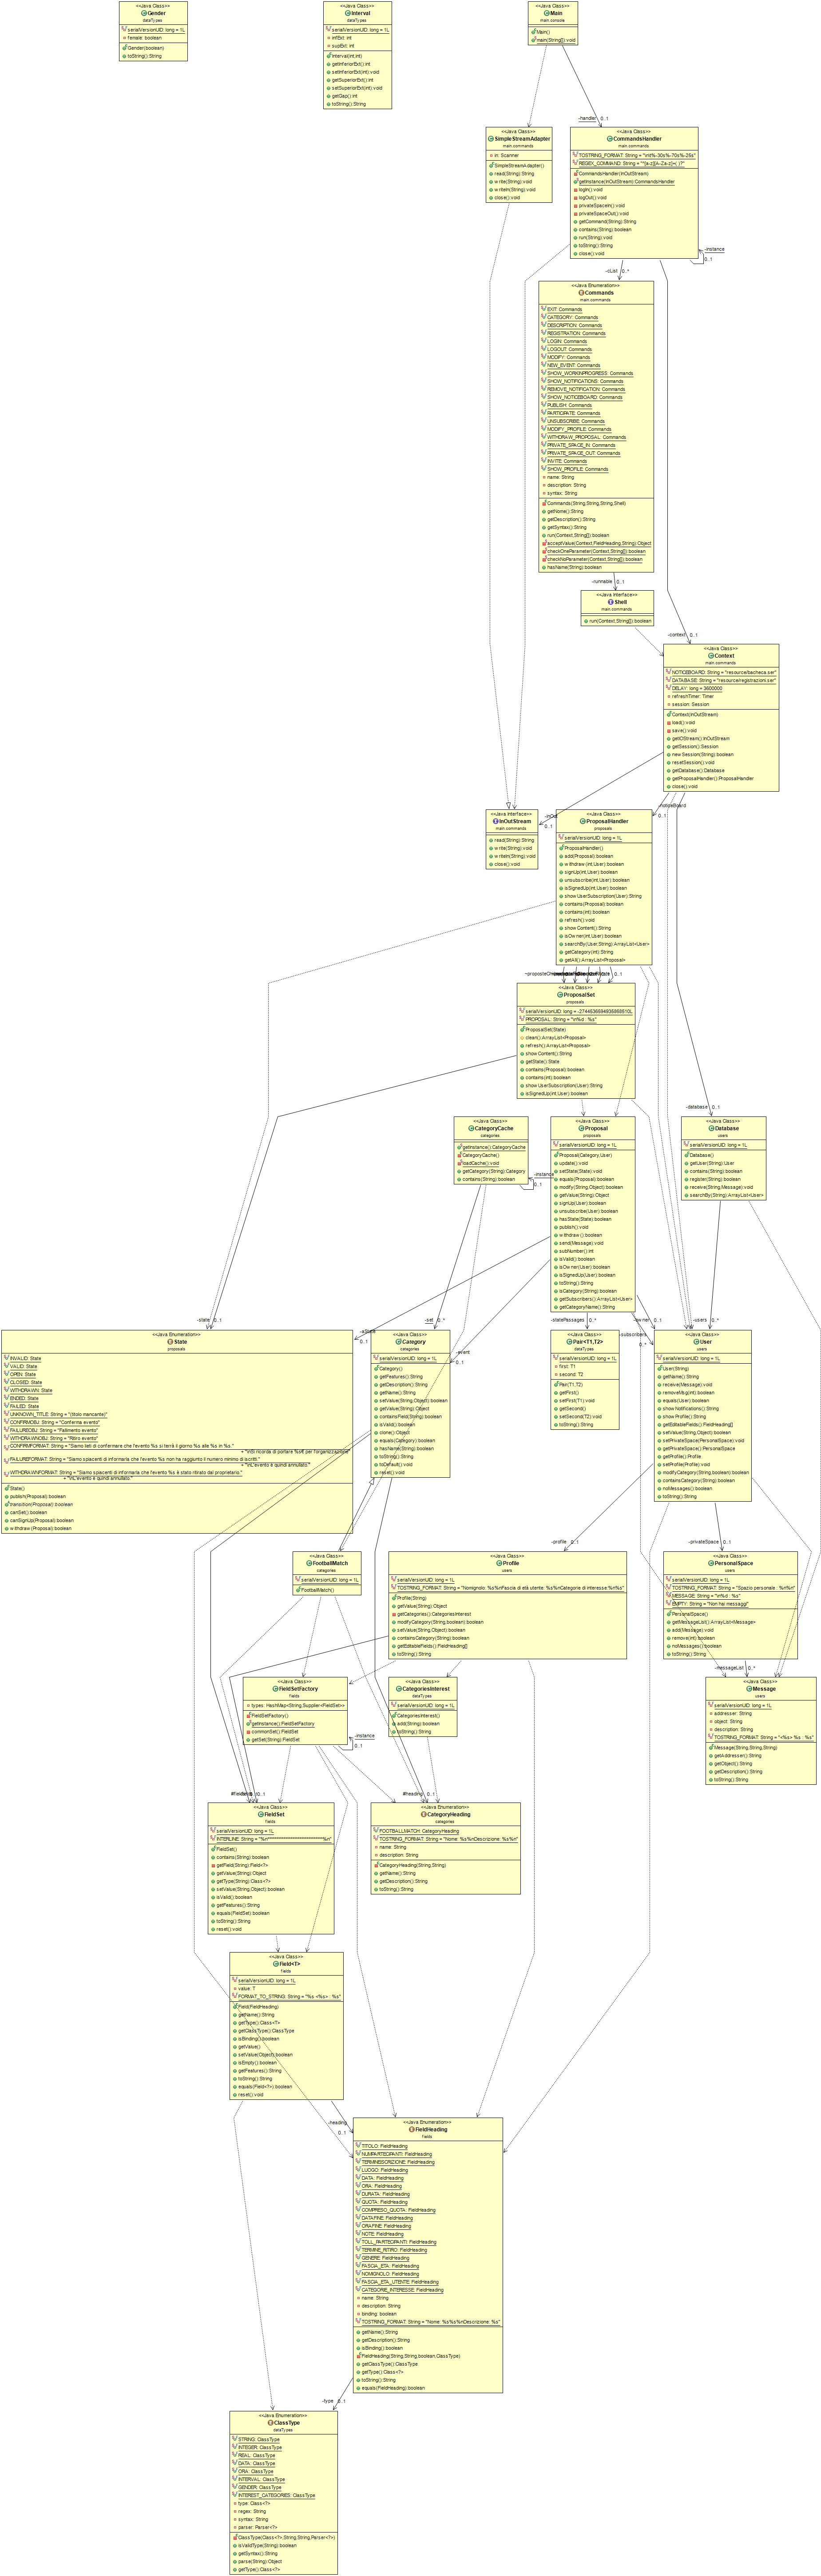 <<Java Class>>
Gender
dataTypes
serialVersionUID: long = 1L
female: boolean
Gender(boolean)
toString():String
<<Java Class>>
Interval
dataTypes
serialVersionUID: long = 1L
infExt: int
supExt: int
Interval(int,int)
getInferiorExt():int
setInferiorExt(int):void
getSuperiorExt():int
setSuperiorExt(int):void
getGap():int
toString():String
<<Java Class>>
Main
main.console
Main()
main(String[]):void
-handler 0..1
<<Java Class>>
SimpleStreamAdapter
main.commands
in: Scanner
SimpleStreamAdapter()
read(String):String
write(String):void
writeln(String):void
close():void
<<Java Class>>
CommandsHandler
main.commands
CommandsHandler(InOutStream)
getInstance(InOutStream):CommandsHandler
login():void
logOut():void
privateSpaceIn():void
privateSpaceOut():void
getCommand(String):String
contains(String):boolean
run(String):void
toString():String
close():void
-instance
0..1
-cList 0..*
<<Java Enumeration>>
Commands
main.commands
EXIT: Commands
CATEGORY: Commands
DESCRIPTION: Commands
REGISTRATION: Commands
LOGIN: Commands
LOGOUT: Commands
MODIFY: Commands
NEW_EVENT: Commands
SHOW_WORKINPROGRESS: Commands
SHOW_NOTIFICATIONS: Commands
REMOVE_NOTIFICATION: Commands
SHOW_NOTICEBOARD: Commands
PUBLISH: Commands
PARTICIPATE: Commands
UNSUBSCRIBE: Commands
MODIFY_PROFILE: Commands
WITHDRAW_PROPOSAL: Commands
PRIVATE_SPACE_IN: Commands
PRIVATE_SPACE_OUT: Commands
INVITE: Commands
SHOW_PROFILE: Commands
name: String
description: String
syntax: String
Commands(String,String,String,Shell)
getName():String
getDescription():String
getSyntax():String
run(Context,String[]):boolean
acceptValue(Context,FieldHeading,String):Object
checkOneParameter(Context,String[]):boolean
checkNoParameter(Context,String[]):boolean
hasName(String):boolean
-runnable 0..1
<<Java Interface>>
Shell
main.commands
run(Context,String[]):boolean
-context 0..1
<<Java Class>>
Context
main.commands
NOTICEBOARD: String = "resource/bacheca.ser"
DATABASE: String = "resource/registrazioni.ser"
DELAY: long = 3600000
refreshTimer: Timer
session: Session
Context(InOutStream)
load():void
save():void
getIOStream():InOutStream
getSession():Session
newSession(String):boolean
resetSession():void
getDatabase():Database
getProposalHandler():ProposalHandler
close():void
-inOut 0..1
-noticeBoard
0..1
<<Java Interface>>
InOutStream
main.commands
read(String):String
write(String):void
writeln(String):void
close():void
<<Java Class>>
ProposalHandler
proposals
serialVersionUID: long = 1L
ProposalHandler()
add(Proposal):boolean
withdraw(int,User):boolean
signUp(int,User):boolean
unsubscribe(int,User):boolean
isSignedUp(int,User):boolean
showUserSubscription(User):String
contains(Proposal):boolean
contains(int):boolean
refresh():void
showContent():String
isOwner(int,User):boolean
searchBy(User,String):ArrayList<User>
getCategory(int):String
getAll():ArrayList<Proposal>
0..1
<<Java Class>>
ProposalSet
proposals
PROPOSAL: String = "\n%d : %s"
ProposalSet(State)
clean():ArrayList<Proposal>
refresh():ArrayList<Proposal>
showContent():String
getState():State
contains(Proposal):boolean
contains(int):boolean
showUserSubscription(User):String
isSignedUp(int,User):boolean
-database 0..1
<<Java Class>>
CategoryCache
categories
getInstance():CategoryCache
CategoryCache()
loadCache():void
getCategory(String):Category
contains(String):boolean
-instance
0..1
<<Java Class>>
Proposal
proposals
serialVersionUID: long = 1L
Proposal(Category,User)
update():void
setState(State):void
equals(Proposal):boolean
modify(String,Object):boolean
getValue(String):Object
signUp(User):boolean
unsubscribe(User):boolean
hasState(State):boolean
publish():void
withdraw():boolean
send(Message):void
subNumber():int
isValid():boolean
isOwner(User):boolean
isSignedUp(User):boolean
toString():String
isCategory(String):boolean
getSubscribers():ArrayList<User>
getCategoryName():String
<<Java Class>>
Database
users
serialVersionUID: long = 1L
Database()
getUser(String):User
contains(String):boolean
register(String):boolean
receive(String,Message):void
searchBy(String):ArrayList<User>
-state 0..1
-set 0..*
-aState
0..1
-event
0..1
-statePassages 0..*
-owner 0..1
-subscribers
0..*
-users 0..*
<<Java Enumeration>>
State
proposals
INVALID: State
VALID: State
OPEN: State
CLOSED: State
WITHDRAWN: State
ENDED: State
FAILED: State
UNKNOWN_TITLE: String = "(titolo mancante)"
CONFIRMOBJ: String = "Conferma evento"
FAILUREOBJ: String = "Fallimento evento"
WITHDRAWNOBJ: String = "Ritiro evento"
CONFIRMFORMAT: String = "Siamo lieti di confermare che l'evento %s si terrà il giorno %s alle %s in %s."
+ "\nSi ricorda di portare %s€ per l'organizzazione"
FAILUREFORMAT: String = "Siamo spiacenti di informarla che l'evento %s non ha raggiunto il numero minimo di iscritti."
+ "\nL'evento è quindi annullato."
WITHDRAWNFORMAT: String = "Siamo spiacenti di informarla che l'evento %s è stato ritirato dal proprietario."
+ "\nL'evento è quindi annullato."
State()
publish(Proposal):boolean
transition(Proposal):boolean
canSet():boolean
canSignUp(Proposal):boolean
withdraw(Proposal):boolean
<<Java Class>>
Category
categories
serialVersionUID: long = 1L
Category()
getFeatures():String
getDescription():String
getName():String
setValue(String,Object):boolean
getValue(String):Object
containsField(String):boolean
isValid():boolean
clone():Object
equals(Category):boolean
hasName(String):boolean
toString():String
toDefault():void
reset():void
<<Java Class>>
Pair<T1,T2>
dataTypes
serialVersionUID: long = 1L
first: T1
second: T2
Pair(T1,T2)
getFirst()
setFirst(T1):void
getSecond()
setSecond(T2):void
toString():String
<<Java Class>>
User
users
serialVersionUID: long = 1L
User(String)
getName():String
receive(Message):void
removeMsg(int):boolean
equals(User):boolean
showNotifications():String
showProfile():String
getEditableFields():FieldHeading[]
setValue(String,Object):boolean
setPrivateSpace(PersonalSpace):void
getPrivateSpace():PersonalSpace
getProfile():Profile
setProfile(Profile):void
modifyCategory(String,boolean):boolean
containsCategory(String):boolean
noMessages():boolean
toString():String
-profile 0..1
-privateSpace 0..1
<<Java Class>>
FootballMatch
categories
serialVersionUID: long = 1L
FootballMatch()
<<Java Class>>
Profile
users
serialVersionUID: long = 1L
TOSTRING_FORMAT: String = "Nomignolo: %s%nFascia di età utente: %s%nCategorie di interesse:%n%s"
Profile(String)
getValue(String):Object
getCategories():CategoriesInterest
modifyCategory(String,boolean):boolean
setValue(String,Object):boolean
containsCategory(String):boolean
getEditableFields():FieldHeading[]
toString():String
<<Java Class>>
PersonalSpace
users
serialVersionUID: long = 1L
TOSTRING_FORMAT: String = "Spazio personale : %n%n"
MESSAGE: String = "\n%d : %s"
EMPTY: String = "Non hai messaggi"
PersonalSpace()
getMessageList():ArrayList<Message>
add(Message):void
remove(int):boolean
noMessages():boolean
toString():String
-messageList 0..*
<<Java Class>>
FieldSetFactory
fields
types: HashMap<String,Supplier<FieldSet>>
FieldSetFactory()
getInstance():FieldSetFactory
commonSet():FieldSet
getSet(String):FieldSet
-instance
0..1
<<Java Class>>
CategoriesInterest
dataTypes
serialVersionUID: long = 1L
CategoriesInterest()
add(String):boolean
toString():String
<<Java Class>>
Message
users
serialVersionUID: long = 1L
addresser: String
object: String
description: String
TOSTRING_FORMAT: String = "<%s> %s : %s"
Message(String,String,String)
getAddresser():String
getObject():String
getDescription():String
toString():String
0..1
#heading 0..1
<<Java Class>>
FieldSet
fields
serialVersionUID: long = 1L
FieldSet()
contains(String):boolean
getField(String):Field<?>
getValue(String):Object
getType(String):Class<?>
setValue(String,Object):boolean
isValid():boolean
getFeatures():String
equals(FieldSet):boolean
toString():String
reset():void
<<Java Enumeration>>
CategoryHeading
categories
FOOTBALLMATCH: CategoryHeading
TOSTRING_FORMAT: String = "Nome: %s%nDescrizione: %s%n"
name: String
description: String
CategoryHeading(String,String)
getName():String
getDescription():String
toString():String
<<Java Class>>
Field<T>
fields
serialVersionUID: long = 1L
value: T
FORMAT_TO_STRING: String = "%s <%s> : %s"
Field(FieldHeading)
getName():String
getType():Class<T>
getClassType():ClassType
isBinding():boolean
getValue()
setValue(Object):boolean
isEmpty():boolean
getFeatures():String
toString():String
equals(Field<?>):boolean
reset():void
-heading
0..1
<<Java Enumeration>>
FieldHeading
fields
TITOLO: FieldHeading
NUMPARTECIPANTI: FieldHeading
TERMINEISCRIZIONE: FieldHeading
LUOGO: FieldHeading
DATA: FieldHeading
ORA: FieldHeading
DURATA: FieldHeading
QUOTA: FieldHeading
COMPRESO_QUOTA: FieldHeading
DATAFINE: FieldHeading
ORAFINE: FieldHeading
NOTE: FieldHeading
TOLL_PARTECIPANTI: FieldHeading
TERMINE_RITIRO: FieldHeading
GENERE: FieldHeading
FASCIA_ETA: FieldHeading
NOMIGNOLO: FieldHeading
FASCIA_ETA_UTENTE: FieldHeading
CATEGORIE_INTERESSE: FieldHeading
name: String
description: String
binding: boolean
TOSTRING_FORMAT: String = "Nome: %s%s%nDescrizione: %s"
getName():String
getDescription():String
isBinding():boolean
FieldHeading(String,String,boolean,ClassType)
getClassType():ClassType
getType():Class<?>
toString():String
equals(FieldHeading):boolean
-type 0..1
<<Java Enumeration>>
ClassType
dataTypes
STRING: ClassType
INTEGER: ClassType
REAL: ClassType
DATA: ClassType
ORA: ClassType
INTERVAL: ClassType
GENDER: ClassType
INTEREST_CATEGORIES: ClassType
type: Class<?>
regex: String
syntax: String
parser: Parser<?>
ClassType(Class<?>,String,String,Parser<?>)
isValidType(String):boolean
getSyntax():String
parse(String):Object
getType():Class<?>